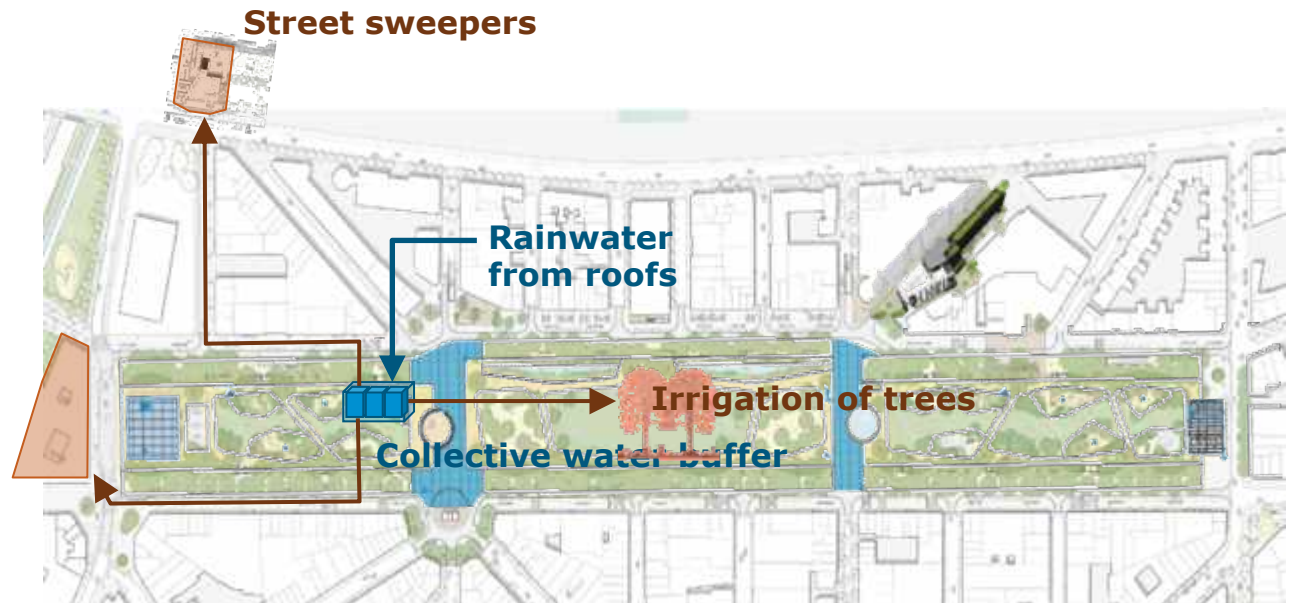 Street sweepers
Rainwater
from roofs
Irrigation of trees
Collective water buffer